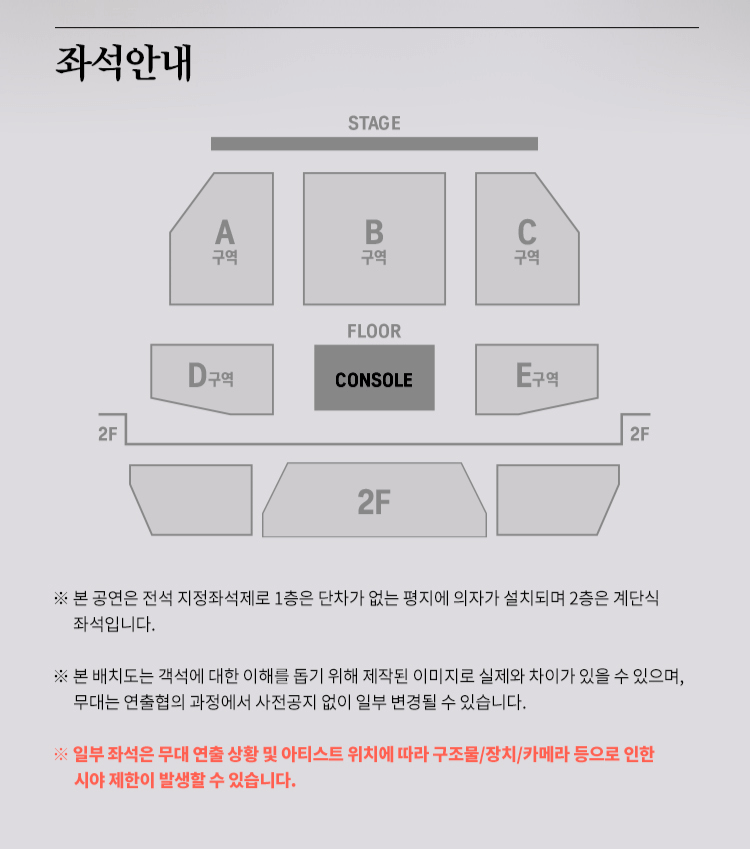 좌석안내
STAGE
A
구역
B
구역
C
구역
FLOOR
D구역
CONSOLE
E구역
2F
2F
2F
※ 본 공연은 전석 지정좌석제로 1층은 단차가 없는 평지에 의자가 설치되며 2층은 계단식
좌석입니다.
※ 본 배치도는 객석에 대한 이해를 돕기 위해 제작된 이미지로 실제와 차이가 있을 수 있으며,
무대는 연출협의 과정에서 사전공지 없이 일부 변경될 수 있습니다.
※ 일부 좌석은 무대 연출 상황 및 아티스트 위치에 따라 구조물/장치/카메라 등으로 인한
시야 제한이 발생할 수 있습니다.